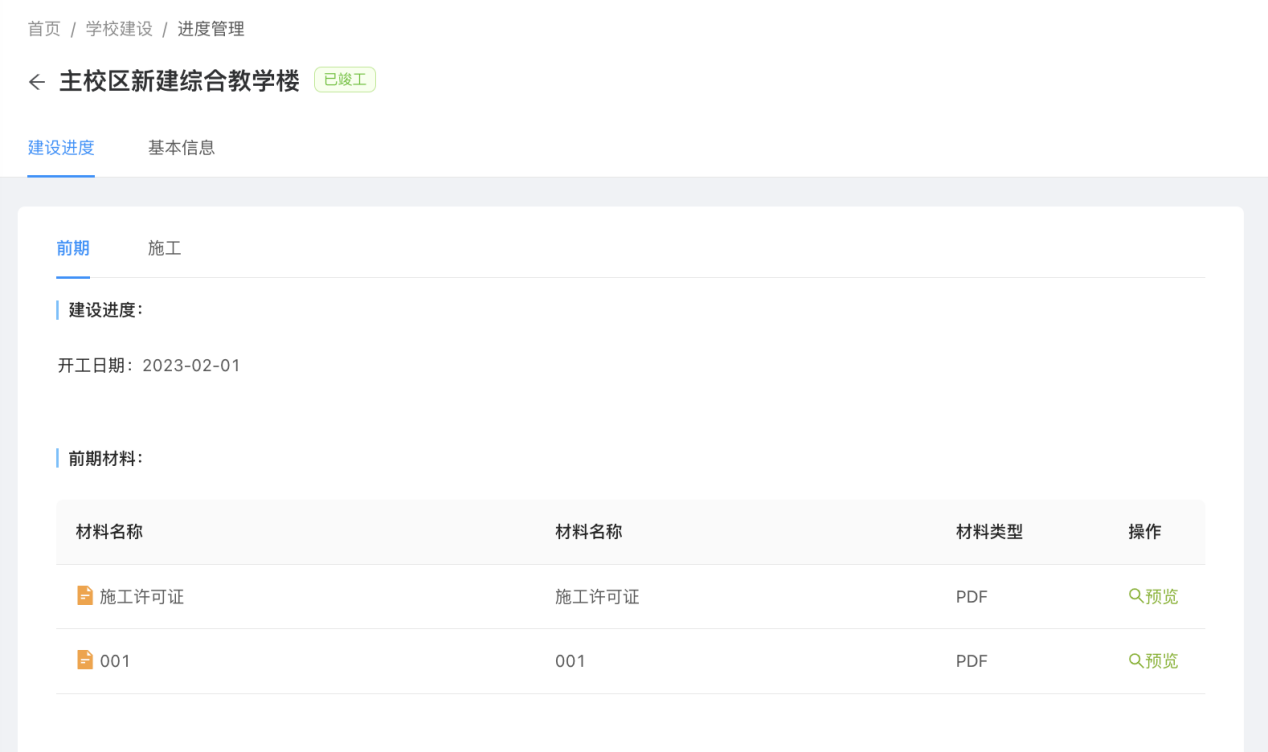 首页 / 学校建设 / 进度管理
主校区新建综合教学楼 已竣工
建设进度 基本信息
前期 施工
建设进度：
开工日期：2023-02-01
前期材料：
材料名称 材料名称 材料类型 操作
施工许可证 施工许可证 PDF 预览
001 001 PDF 预览